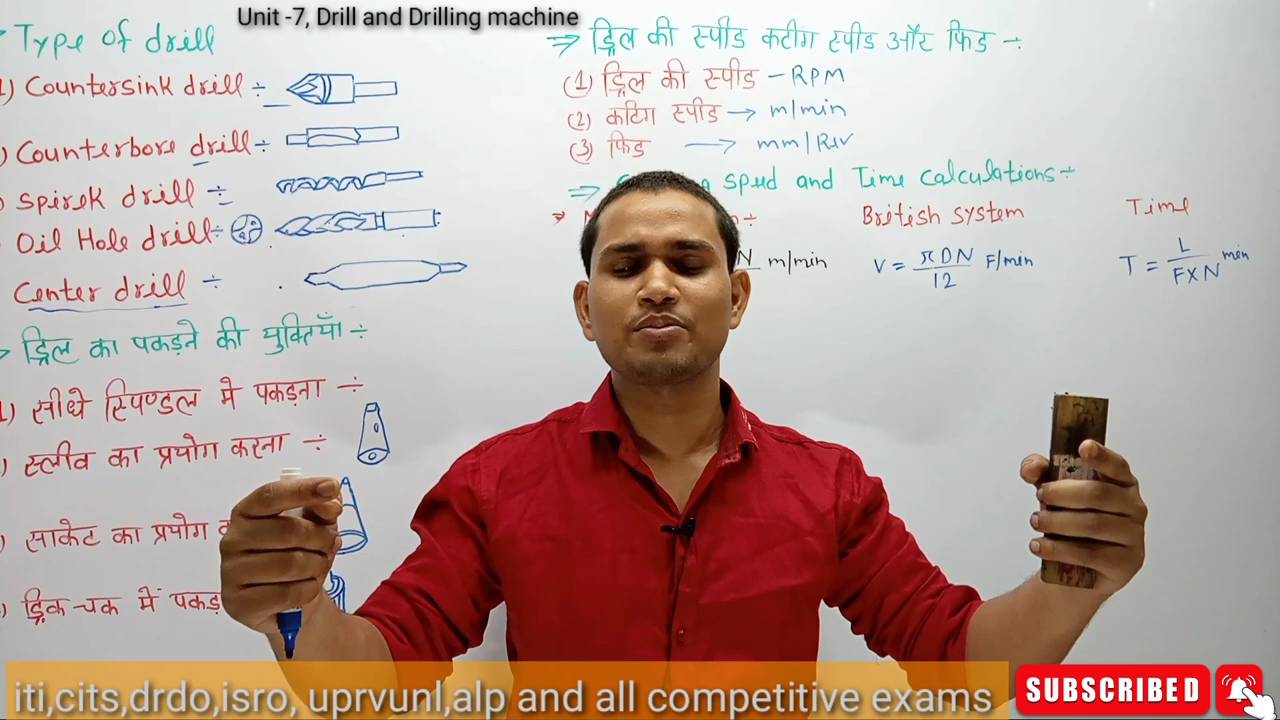 Unit -7, Drill and Drilling machine
Type of drill
1) Countersink drill ÷
) Counterbore drill ÷
) Spirek drill ÷
Oil Hole drill ÷
Center drill ÷
ड्रिल का पकड़ने की युक्तियाँ ÷
1) सीधे स्पिण्डल मे पकड़ना ÷
) स्लीव का प्रयोग करना ÷
) साकेट का प्रयोग
) ड्रिक-चक में पकड़
⇒ ड्रिल की स्पीड कटींग स्पीड और फिड ÷
(1) ड्रिल की स्पीड - RPM
(2) कटिग स्पीड → m/min
(3) फिड → mm/Rev
⇒ speed and Time calculations ÷
British system
Time
N m/min
V = πDN/12 F/min
T = L/F×N min
iti,cits,drdo,isro, uprvunl,alp and all competitive exams
SUBSCRIBED